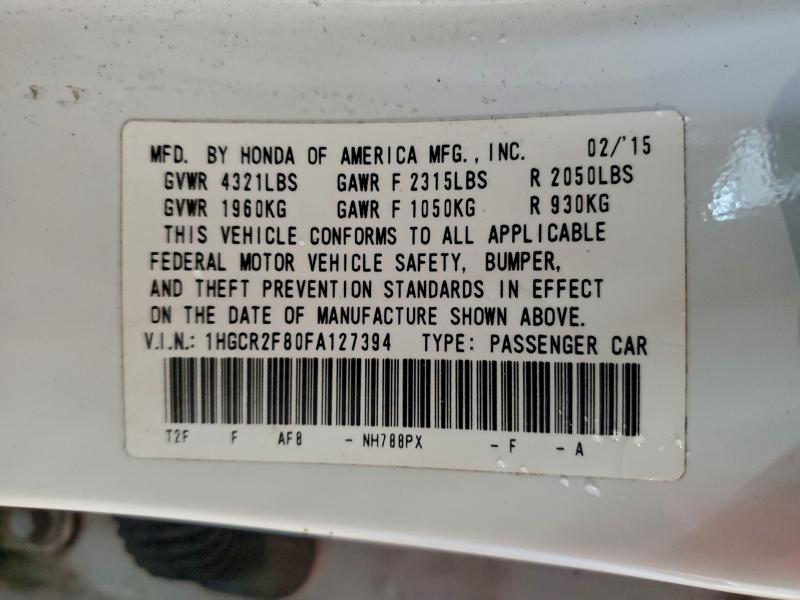 MFD. BY HONDA OF AMERICA MFG., INC. 02/'15
GVWR 4321LBS GAWR F 2315LBS R 2050LBS
GVWR 1960KG GAWR F 1050KG R 930KG
THIS VEHICLE CONFORMS TO ALL APPLICABLE
FEDERAL MOTOR VEHICLE SAFETY, BUMPER,
AND THEFT PREVENTION STANDARDS IN EFFECT
ON THE DATE OF MANUFACTURE SHOWN ABOVE.
V.I.N.: 1HGCR2F80FA127394 TYPE: PASSENGER CAR
T2F F AF8 - NH788PX - F - A